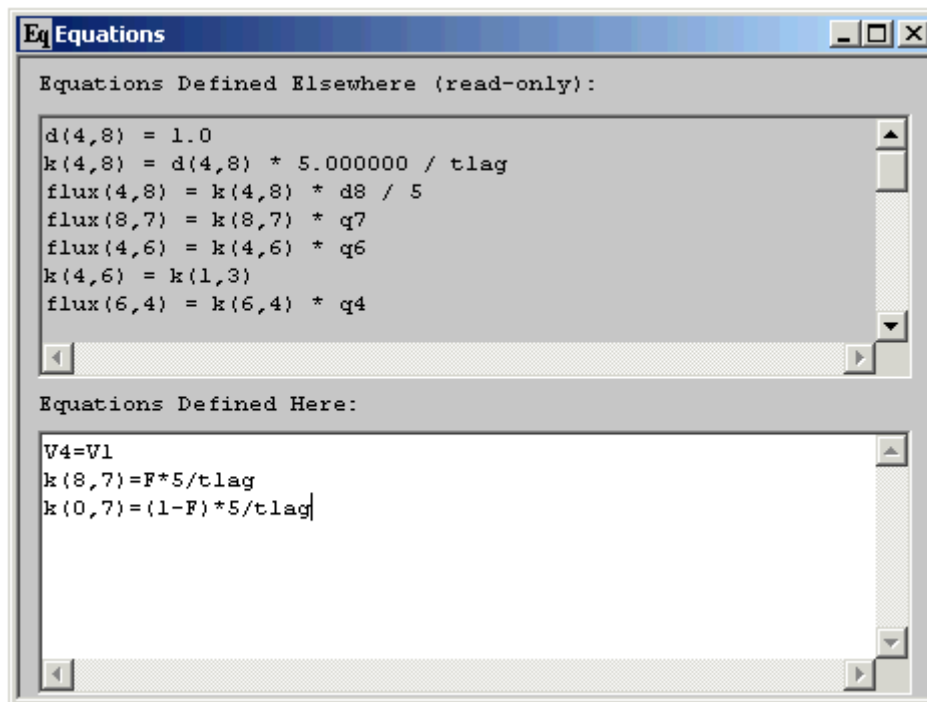 Eq Equations
Equations Defined Elsewhere (read-only):
d(4,8) = 1.0
k(4,8) = d(4,8) * 5.000000 / tlag
flux(4,8) = k(4,8) * d8 / 5
flux(8,7) = k(8,7) * q7
flux(4,6) = k(4,6) * q6
k(4,6) = k(1,3)
flux(6,4) = k(6,4) * q4
Equations Defined Here:
V4=V1
k(8,7)=F*5/tlag
k(0,7)=(1-F)*5/tlag